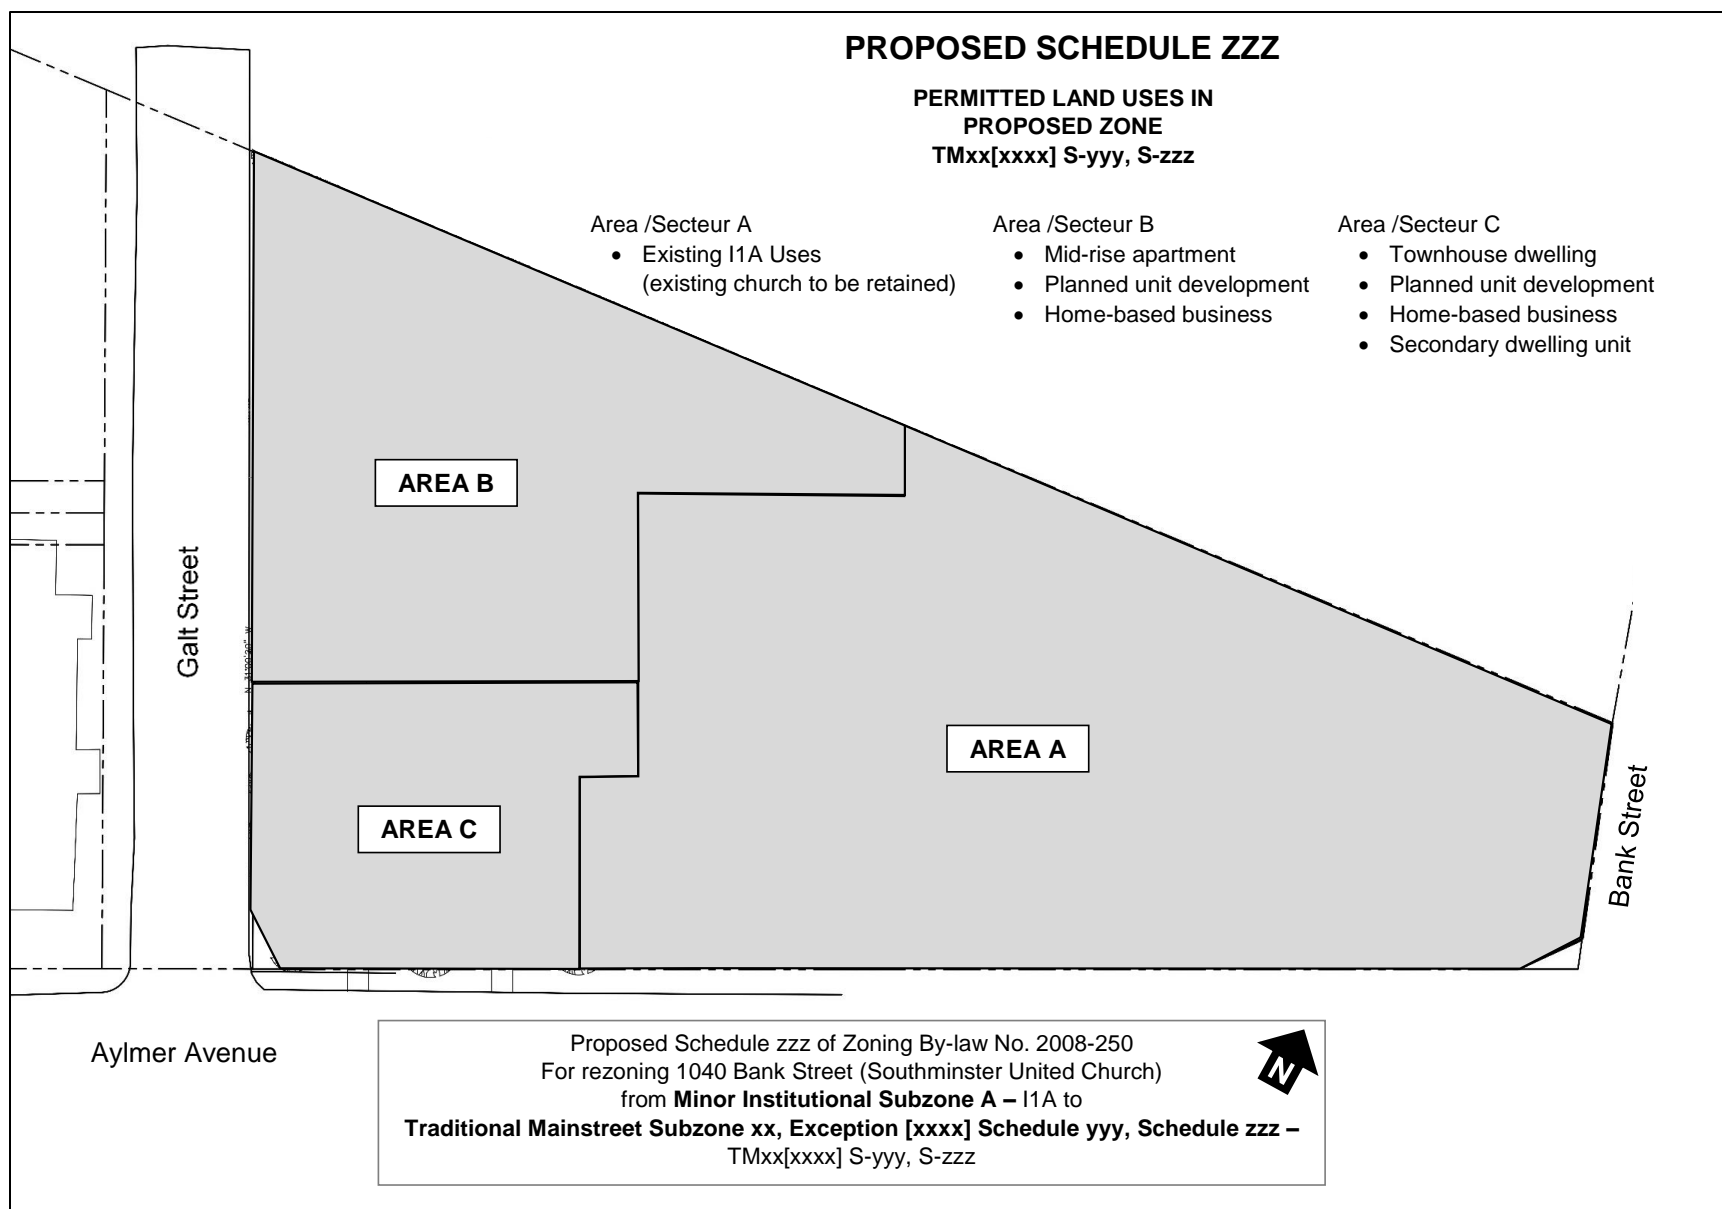 PROPOSED SCHEDULE ZZZ
PERMITTED LAND USES IN
PROPOSED ZONE
TMxx[xxxx] S-yyy, S-zzz
Area /Secteur A
• Existing I1A Uses
(existing church to be retained)
Area /Secteur B
• Mid-rise apartment
• Planned unit development
• Home-based business
Area /Secteur C
• Townhouse dwelling
• Planned unit development
• Home-based business
• Secondary dwelling unit
AREA B
Galt Street
AREA A
AREA C
Bank Street
Aylmer Avenue
Proposed Schedule zzz of Zoning By-law No. 2008-250
For rezoning 1040 Bank Street (Southminster United Church)
from Minor Institutional Subzone A – I1A to
Traditional Mainstreet Subzone xx, Exception [xxxx] Schedule yyy, Schedule zzz –
TMxx[xxxx] S-yyy, S-zzz
N